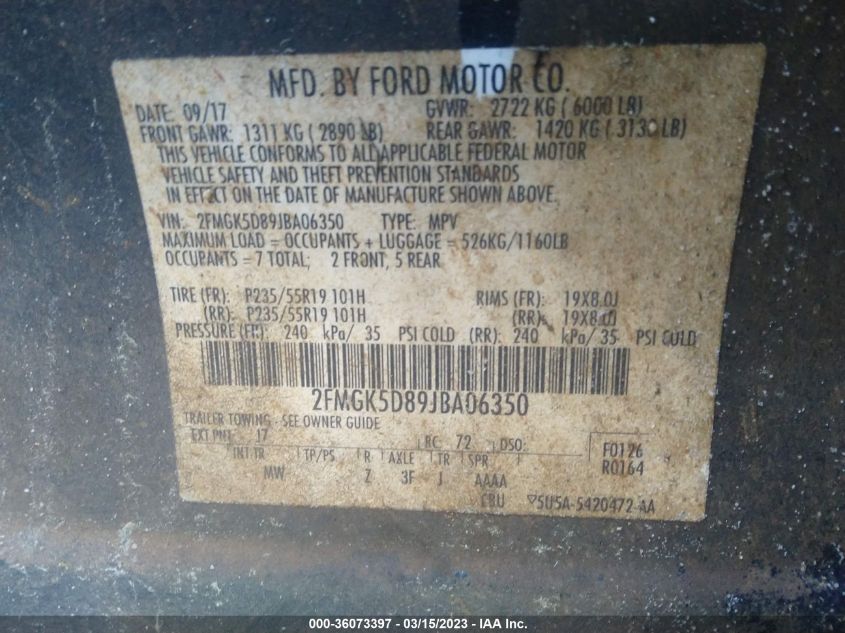 MFD. BY FORD MOTOR CO.
DATE: 09/17 GVWR: 2722 KG ( 6000 LB)
FRONT GAWR: 1311 KG ( 2890 LB) REAR GAWR: 1420 KG ( 3130 LB)
THIS VEHICLE CONFORMS TO ALL APPLICABLE FEDERAL MOTOR
VEHICLE SAFETY AND THEFT PREVENTION STANDARDS
IN EFFECT ON THE DATE OF MANUFACTURE SHOWN ABOVE.
VIN: 2FMGK5D89JBA06350 TYPE: MPV
MAXIMUM LOAD = OCCUPANTS + LUGGAGE = 526KG/1160LB
OCCUPANTS = 7 TOTAL; 2 FRONT, 5 REAR
TIRE (FR): P235/55R19 101H RIMS (FR): 19X8.0J
(RR): P235/55R19 101H (RR): 19X8.0J
PRESSURE (FR): 240 kPa/ 35 PSI COLD (RR): 240 kPa/ 35 PSI COLD
2FMGK5D89JBA06350
TRAILER TOWING - SEE OWNER GUIDE
EXT PNT: 17 RC: 72 DSO: F0126
INT TR TP/PS R AXLE TR SPR R0164
MW Z 3F J AAAA
CBU 5U5A-5420472-AA
000-36073397 - 03/15/2023 - IAA Inc.